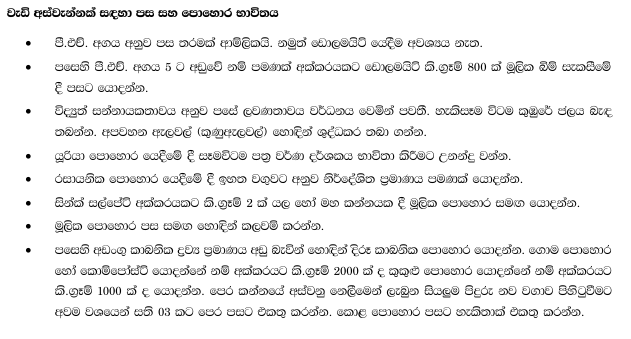 වැඩි අස්වැන්නක් සඳහා පස සහ පොහොර භාවිතය
• පී.එච්. අගය අනුව පස තරමක් ආම්ලිකයි. නමුත් ඩොලමයිට් යෙදීම අවශ්‍යය නැත.
• පසෙහි පී.එච්. අගය 5 ට අඩුවේ නම් පමණක් අක්කරයකට ඩොලමයිට් කි.ග්‍රෑම් 800 ක් මූලික බිම් සැකසීමේ
දී පසට යොදන්න.
• විද්‍යුත් සන්නායකතාවය අනුව පසේ ලවණතාවය වර්ධනය වෙමින් පවතී. හැකිසෑම විටම කුඹුරේ ජලය බැඳ
තබන්න. අපවහන ඇලවල් (කුණුඇලවල්) හොඳින් ශුද්ධකර තබා ගන්න.
• යූරියා පොහොර යෙදීමේ දී සෑමවිටම පත්‍ර වර්ණ දර්ශකය භාවිතා කිරීමට උනන්දු වන්න.
• රසායනික පොහොර යෙදීමේ දී ඉහත වගුවට අනුව නිර්දේශිත ප්‍රමාණය පමණක් යොදන්න.
• සින්ක් සල්පේට් අක්කරයකට කි.ග්‍රෑම් 2 ක් යල හෝ මහ කන්නයක දී මූලික පොහොර සමඟ යොදන්න.
• මූලික පොහොර පස සමඟ හොඳින් කලවම් කරන්න.
• පසෙහි අඩංගු කාබනික ද්‍රව්‍ය ප්‍රමාණය අඩු බැවින් හොඳින් දිරූ කාබනික පොහොර යොදන්න. ගොම පොහොර
හෝ කොම්පෝස්ට් යොදන්නේ නම් අක්කරයට කි.ග්‍රෑම් 2000 ක් ද කුකුළු පොහොර යොදන්නේ නම් අක්කරයට
කි.ග්‍රෑම් 1000 ක් ද යොදන්න. පෙර කන්නයේ අස්වනු නෙලීමෙන් ලැබුන සියලුම පිදුරු නව වගාව පිහිටුවීමට
අවම වශයෙන් සති 03 කට පෙර පසට එකතු කරන්න. කොළ පොහොර පසට හැකිතාක් එකතු කරන්න.